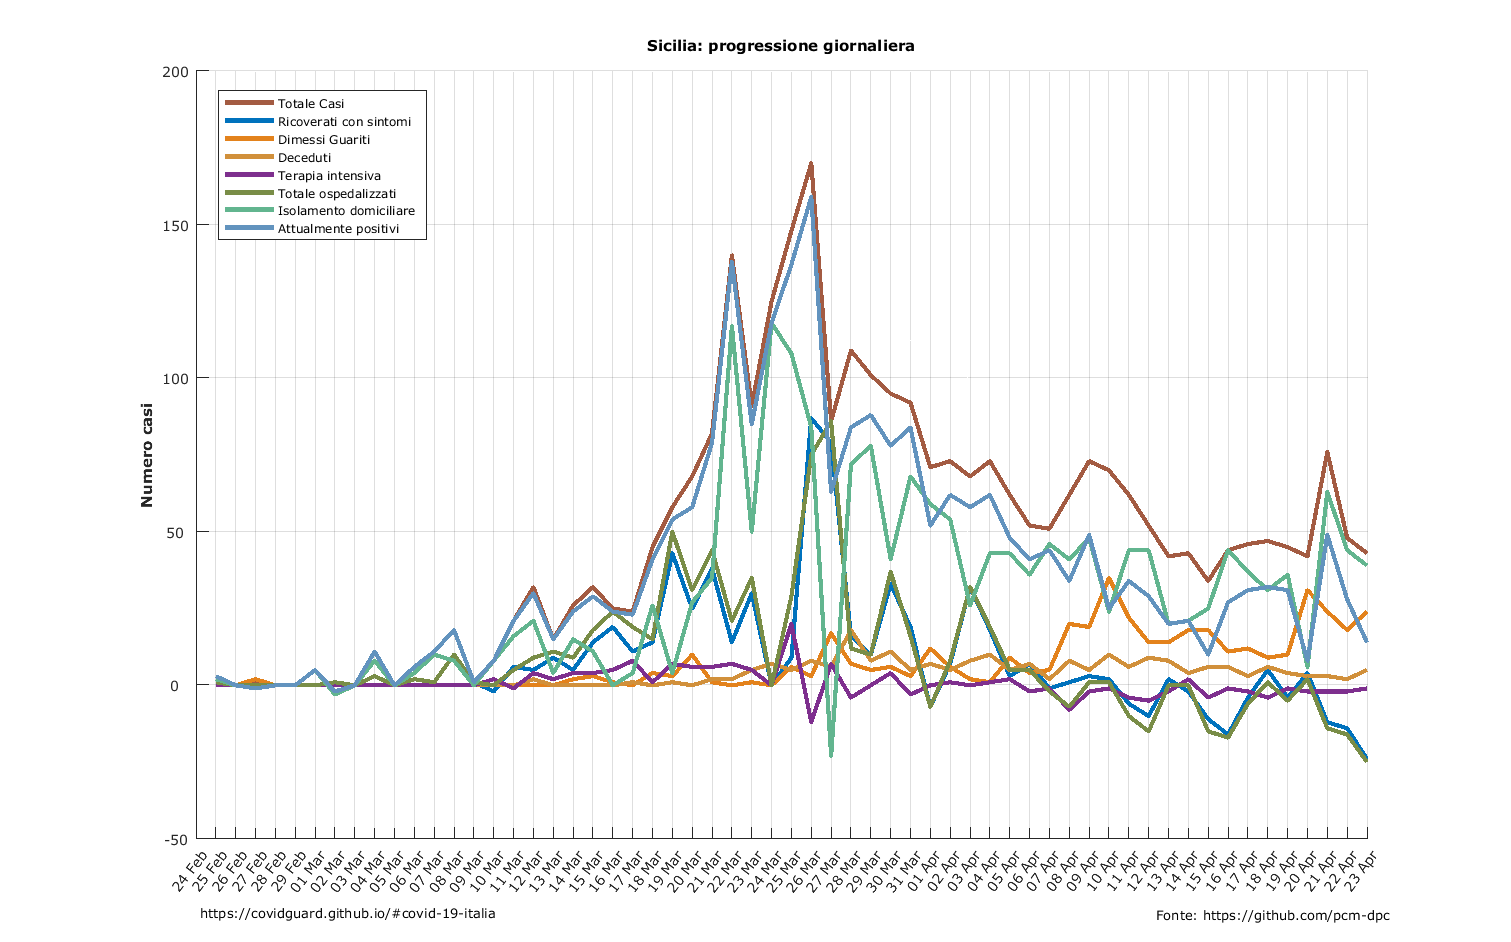 Sicilia: progressione giornaliera
200
150
100
50
0
-50
Numero casi
Totale Casi
Ricoverati con sintomi
Dimessi Guariti
Deceduti
Terapia intensiva
Totale ospedalizzati
Isolamento domiciliare
Attualmente positivi
24 Feb
25 Feb
26 Feb
27 Feb
28 Feb
29 Feb
01 Mar
02 Mar
03 Mar
04 Mar
05 Mar
06 Mar
07 Mar
08 Mar
09 Mar
10 Mar
11 Mar
12 Mar
13 Mar
14 Mar
15 Mar
16 Mar
17 Mar
18 Mar
19 Mar
20 Mar
21 Mar
22 Mar
23 Mar
24 Mar
25 Mar
26 Mar
27 Mar
28 Mar
29 Mar
30 Mar
31 Mar
01 Apr
02 Apr
03 Apr
04 Apr
05 Apr
06 Apr
07 Apr
08 Apr
09 Apr
10 Apr
11 Apr
12 Apr
13 Apr
14 Apr
15 Apr
16 Apr
17 Apr
18 Apr
19 Apr
20 Apr
21 Apr
22 Apr
23 Apr
https://covidguard.github.io/#covid-19-italia
Fonte: https://github.com/pcm-dpc